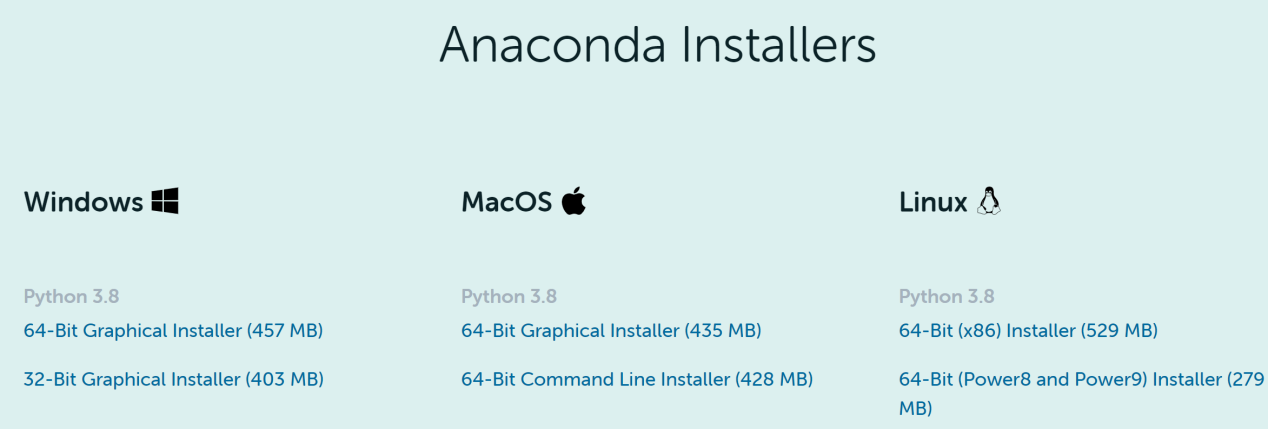 Anaconda Installers
Windows
MacOS
Linux
Python 3.8
64-Bit Graphical Installer (457 MB)
32-Bit Graphical Installer (403 MB)
Python 3.8
64-Bit Graphical Installer (435 MB)
64-Bit Command Line Installer (428 MB)
Python 3.8
64-Bit (x86) Installer (529 MB)
64-Bit (Power8 and Power9) Installer (279
MB)